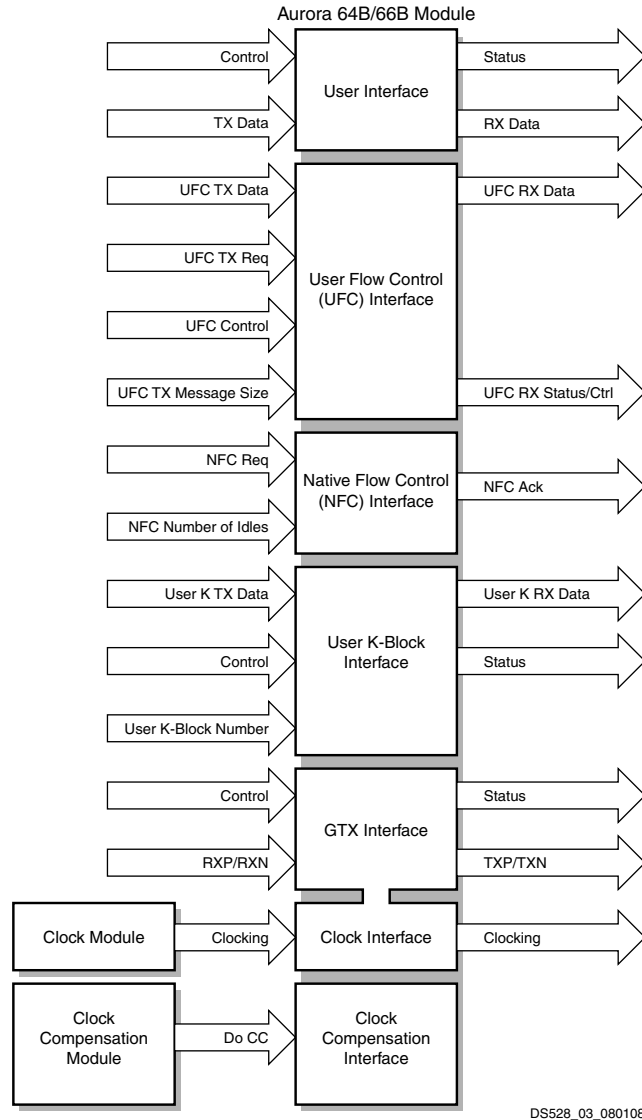 Aurora 64B/66B Module
Control
User Interface
Status
TX Data
RX Data
UFC TX Data
UFC RX Data
UFC TX Req
User Flow Control
(UFC) Interface
UFC Control
UFC TX Message Size
UFC RX Status/Ctrl
NFC Req
Native Flow Control
(NFC) Interface
NFC Ack
NFC Number of Idles
User K TX Data
User K RX Data
User K-Block
Interface
Control
Status
User K-Block Number
Control
Status
GTX Interface
RXP/RXN
TXP/TXN
Clock Module
Clocking
Clock Interface
Clocking
Clock
Compensation
Module
Do CC
Clock
Compensation
Interface
DS528_03_080108